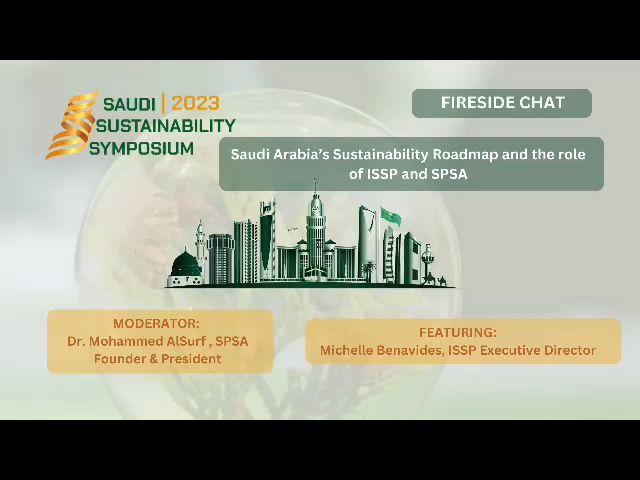 SAUDI | 2023
SUSTAINABILITY
SYMPOSIUM
FIRESIDE CHAT
Saudi Arabia's Sustainability Roadmap and the role
of ISSP and SPSA
MODERATOR:
Dr. Mohammed AlSurf , SPSA
Founder & President
FEATURING:
Michelle Benavides, ISSP Executive Director